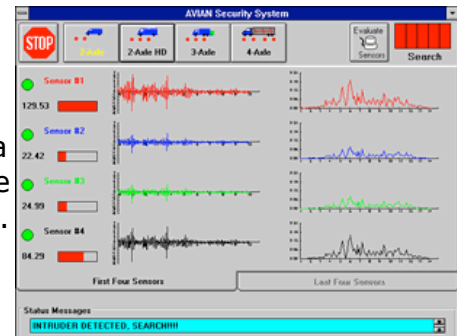 AVIAN Security System
STOP
2-Axle
2-Axle HD
3-Axle
4-Axle
Evaluate
Sensors
Search
Sensor #1
129.53
Sensor #2
22.42
Sensor #3
24.99
Sensor #4
84.29
a
e
.
First Four Sensors
Last Four Sensors
Status Messages
INTRUDER DETECTED, SEARCH!!!!